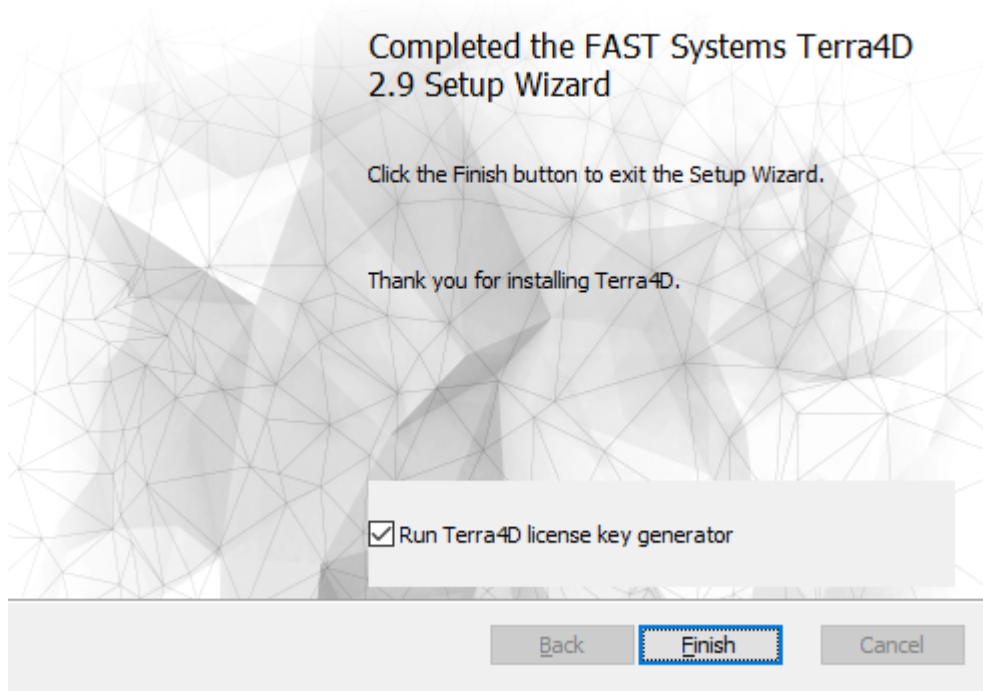 Completed the FAST Systems Terra4D
2.9 Setup Wizard
Click the Finish button to exit the Setup Wizard.
Thank you for installing Terra4D.
Run Terra4D license key generator
Back
Finish
Cancel